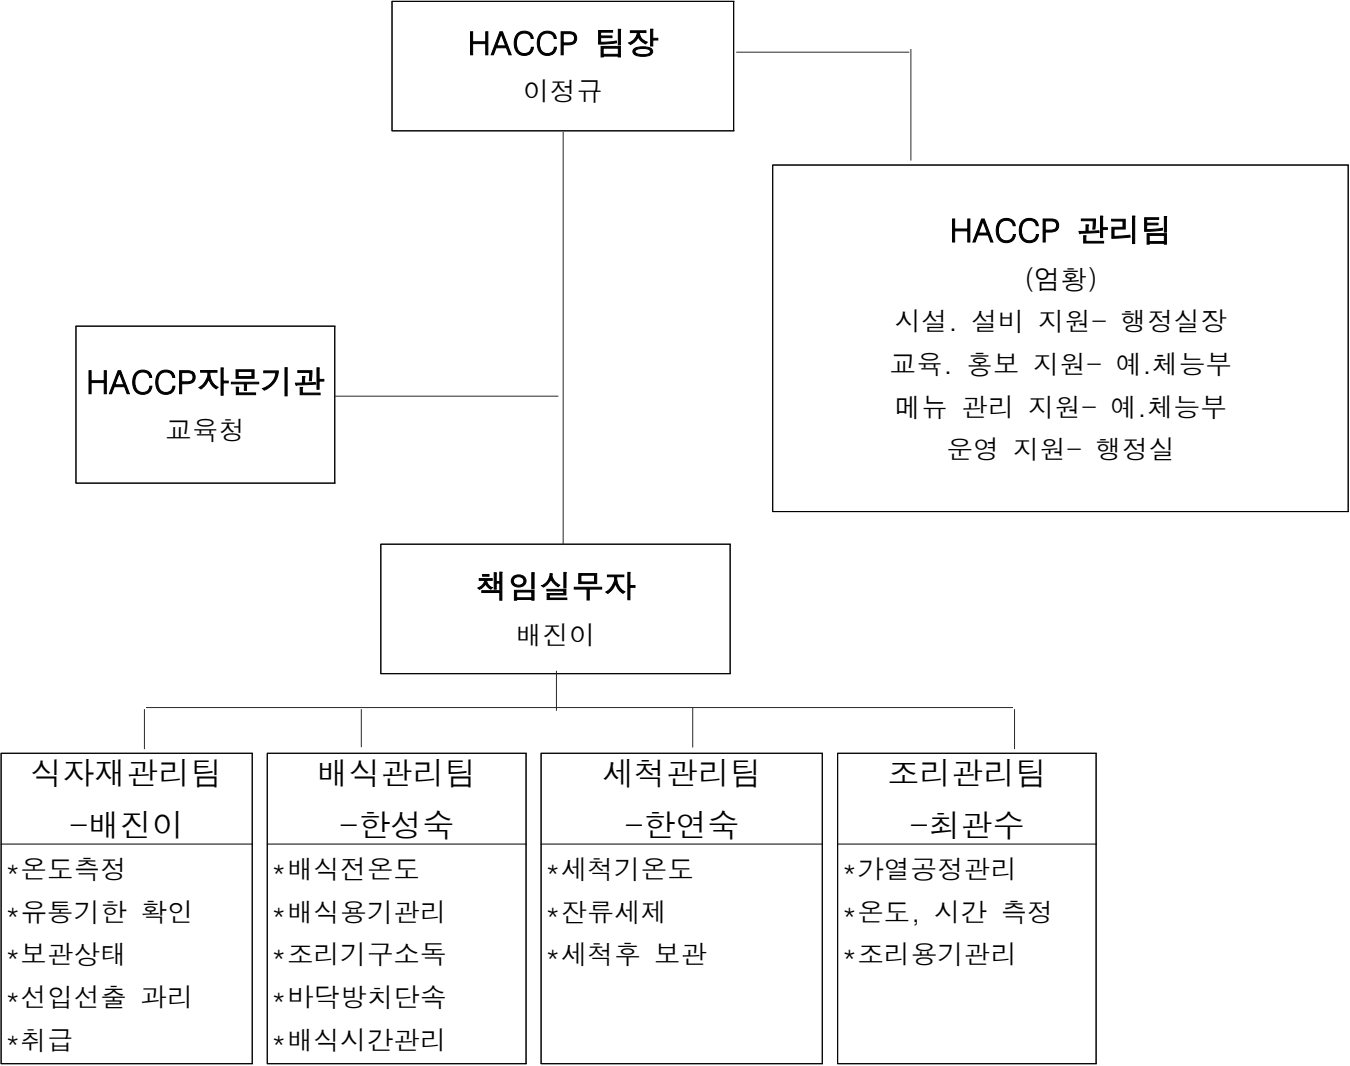 HACCP 팀장
이정규
HACCP 관리팀
(엄황)
시설. 설비 지원- 행정실장
교육. 홍보 지원- 예.체능부
메뉴 관리 지원- 예.체능부
운영 지원- 행정실
HACCP자문기관
교육청
책임실무자
배진이
식자재관리팀
-배진이
*온도측정
*유통기한 확인
*보관상태
*선입선출 과리
*취급
배식관리팀
-한성숙
*배식전온도
*배식용기관리
*조리기구소독
*바닥방치단속
*배식시간관리
세척관리팀
-한연숙
*세척기온도
*잔류세제
*세척후 보관
조리관리팀
-최관수
*가열공정관리
*온도, 시간 측정
*조리용기관리